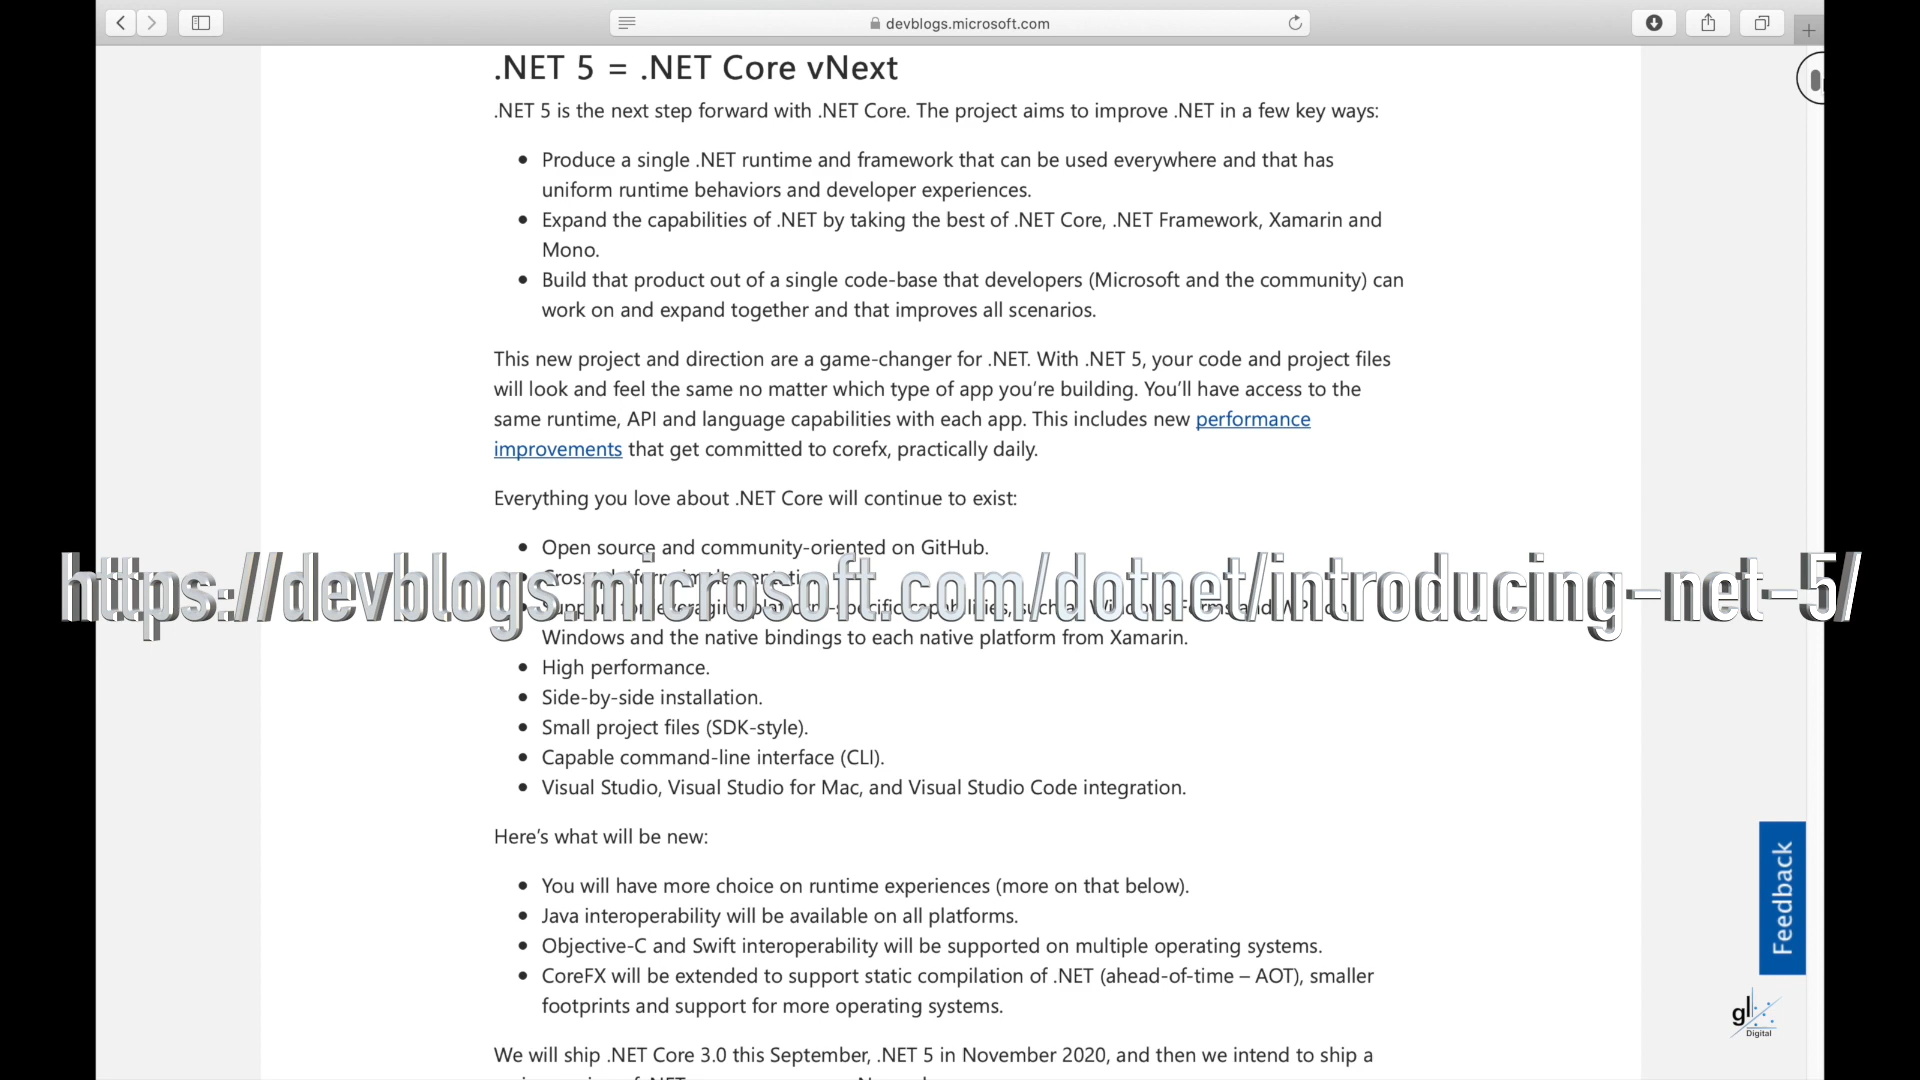 devblogs.microsoft.com
.NET 5 = .NET Core vNext
.NET 5 is the next step forward with .NET Core. The project aims to improve .NET in a few key ways:
• Produce a single .NET runtime and framework that can be used everywhere and that has
uniform runtime behaviors and developer experiences.
• Expand the capabilities of .NET by taking the best of .NET Core, .NET Framework, Xamarin and
Mono.
• Build that product out of a single code-base that developers (Microsoft and the community) can
work on and expand together and that improves all scenarios.
This new project and direction are a game-changer for .NET. With .NET 5, your code and project files
will look and feel the same no matter which type of app you’re building. You’ll have access to the
same runtime, API and language capabilities with each app. This includes new performance
improvements that get committed to corefx, practically daily.
Everything you love about .NET Core will continue to exist:
• Open source and community-oriented on GitHub.
https://devblogs.microsoft.com/dotnet/introducing-net-5/
Windows and the native bindings to each native platform from Xamarin.
• High performance.
• Side-by-side installation.
• Small project files (SDK-style).
• Capable command-line interface (CLI).
• Visual Studio, Visual Studio for Mac, and Visual Studio Code integration.
Here’s what will be new:
• You will have more choice on runtime experiences (more on that below).
• Java interoperability will be available on all platforms.
• Objective-C and Swift interoperability will be supported on multiple operating systems.
• CoreFX will be extended to support static compilation of .NET (ahead-of-time – AOT), smaller
footprints and support for more operating systems.
We will ship .NET Core 3.0 this September, .NET 5 in November 2020, and then we intend to ship a
Feedback
gl
Digital